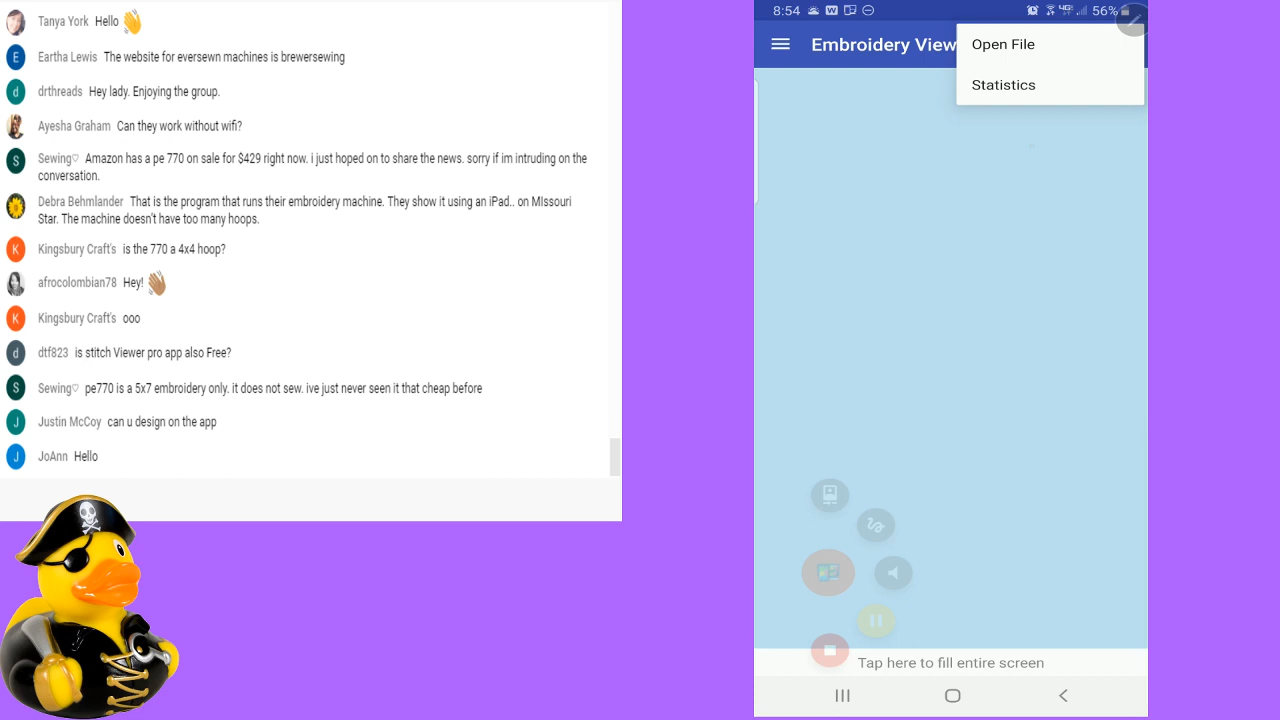 Tanya York Hello 👋
E Eartha Lewis The website for eversewn machines is brewersewing
d drthreads Hey lady. Enjoying the group.
Ayesha Graham Can they work without wifi?
S Sewing♡ Amazon has a pe 770 on sale for $429 right now. i just hoped on to share the news. sorry if im intruding on the
conversation.
Debra Behmlander That is the program that runs their embroidery machine. They show it using an iPad.. on MIssouri
Star. The machine doesn't have too many hoops.
K Kingsbury Craft's is the 770 a 4x4 hoop?
afrocolombian78 Hey! 👋🏽
K Kingsbury Craft's ooo
d dtf823 is stitch Viewer pro app also Free?
S Sewing♡ pe770 is a 5x7 embroidery only. it does not sew. ive just never seen it that cheap before
J Justin McCoy can u design on the app
J JoAnn Hello
8:54 W 4G 56%
Embroidery View
Open File
Statistics
Tap here to fill entire screen